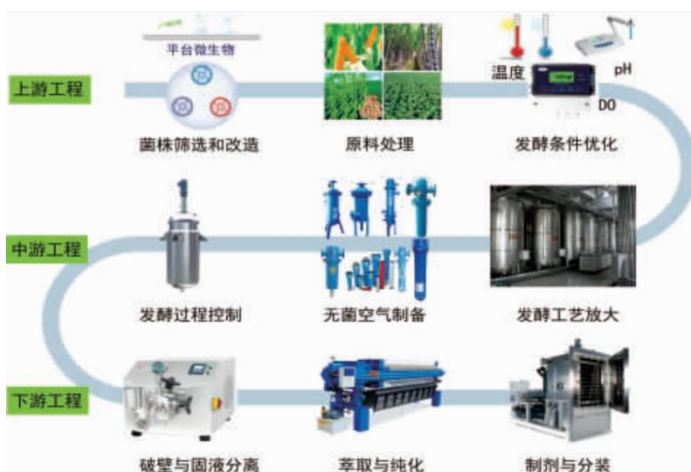 平台微生物
上游工程
温度
pH
DO
菌株筛选和改造
原料处理
发酵条件优化
中游工程
发酵过程控制
无菌空气制备
发酵工艺放大
下游工程
破壁与固液分离
萃取与纯化
制剂与分装